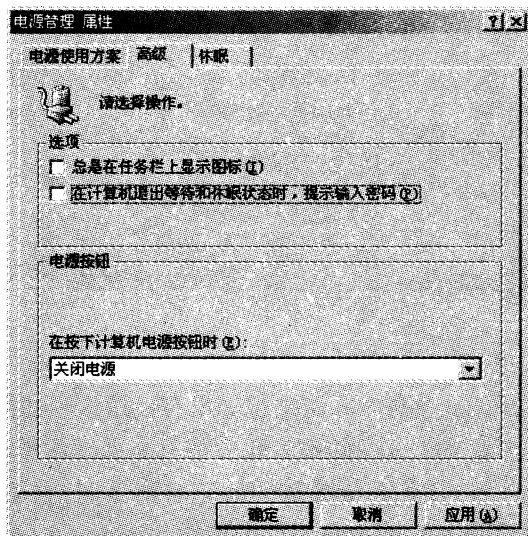 电源管理 属性
电源使用方案 高级 休眠
请选择操作。
选项
总是在任务栏上显示图标(I)
在计算机退出等待和休眠状态时，提示输入密码(P)
电源按钮
在按下计算机电源按钮时(E):
关闭电源
确定 取消 应用(A)